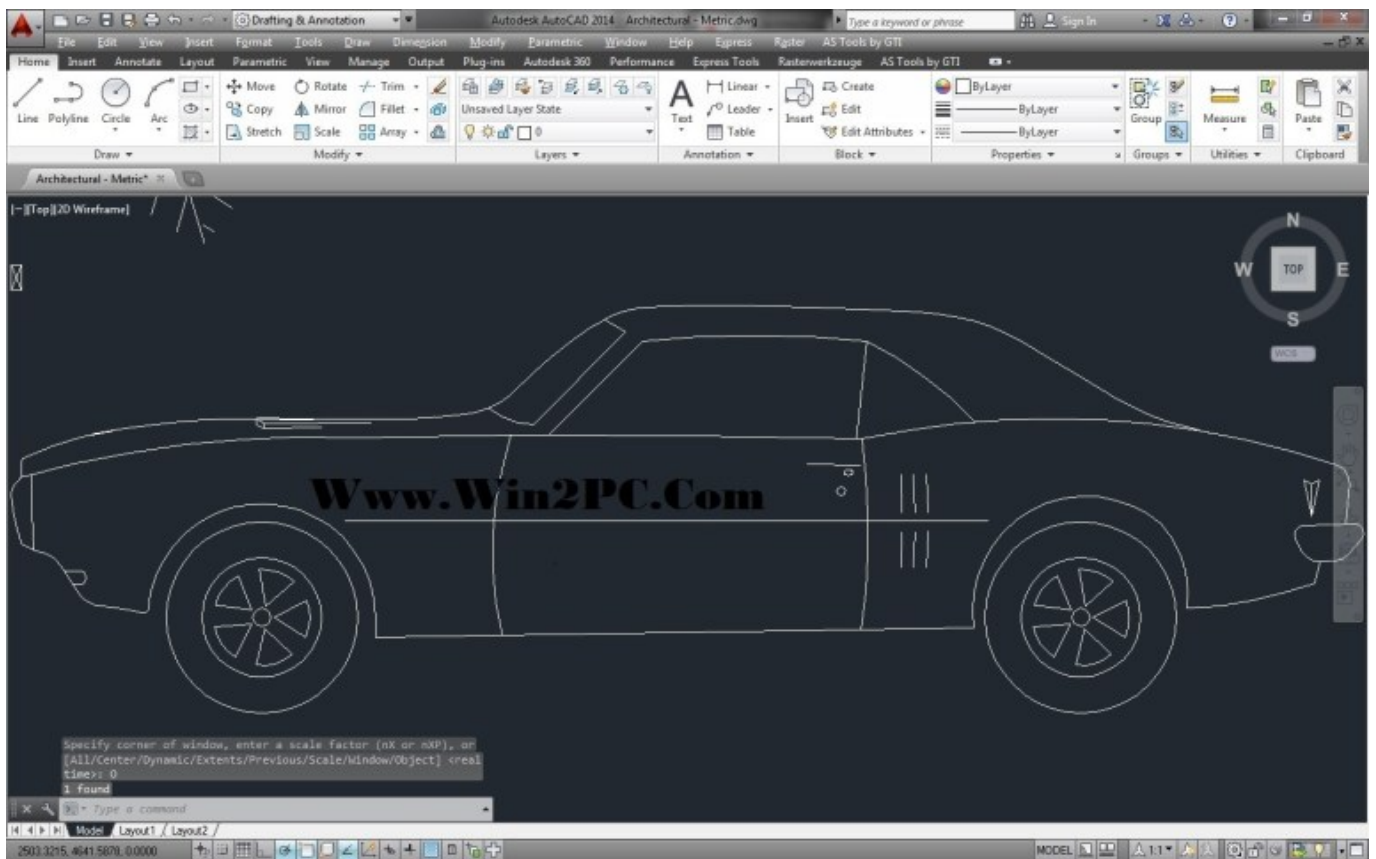 Drafting & Annotation Autodesk AutoCAD 2014 Architectural - Metric.dwg Type a keyword or phrase Sign In
File Edit View Insert Format Tools Draw Dimension Modify Parametric Window Help Express Raster AS Tools by GTI
Home Insert Annotate Layout Parametric View Manage Output Plug-ins Autodesk 360 Performance Express Tools Rasterwerkzeuge AS Tools by GTI
Move Rotate Trim Linear Create ByLayer
Line Polyline Circle Arc Copy Mirror Fillet Unsaved Layer State Text Leader Insert Edit ByLayer Group Measure Paste
Stretch Scale Array 0 Table Edit Attributes ByLayer
Draw Modify Layers Annotation Block Properties Groups Utilities Clipboard
Architectural - Metric*
[−][Top][2D Wireframe]
N
W TOP E
S
WCS
Www.Win2PC.Com
Specify corner of window, enter a scale factor (nX or nXP), or
[All/Center/Dynamic/Extents/Previous/Scale/Window/Object] <real
time>: O
1 found
Type a command
Model Layout1 Layout2
2503.3215, 4641.5878, 0.0000 MODEL 1:1